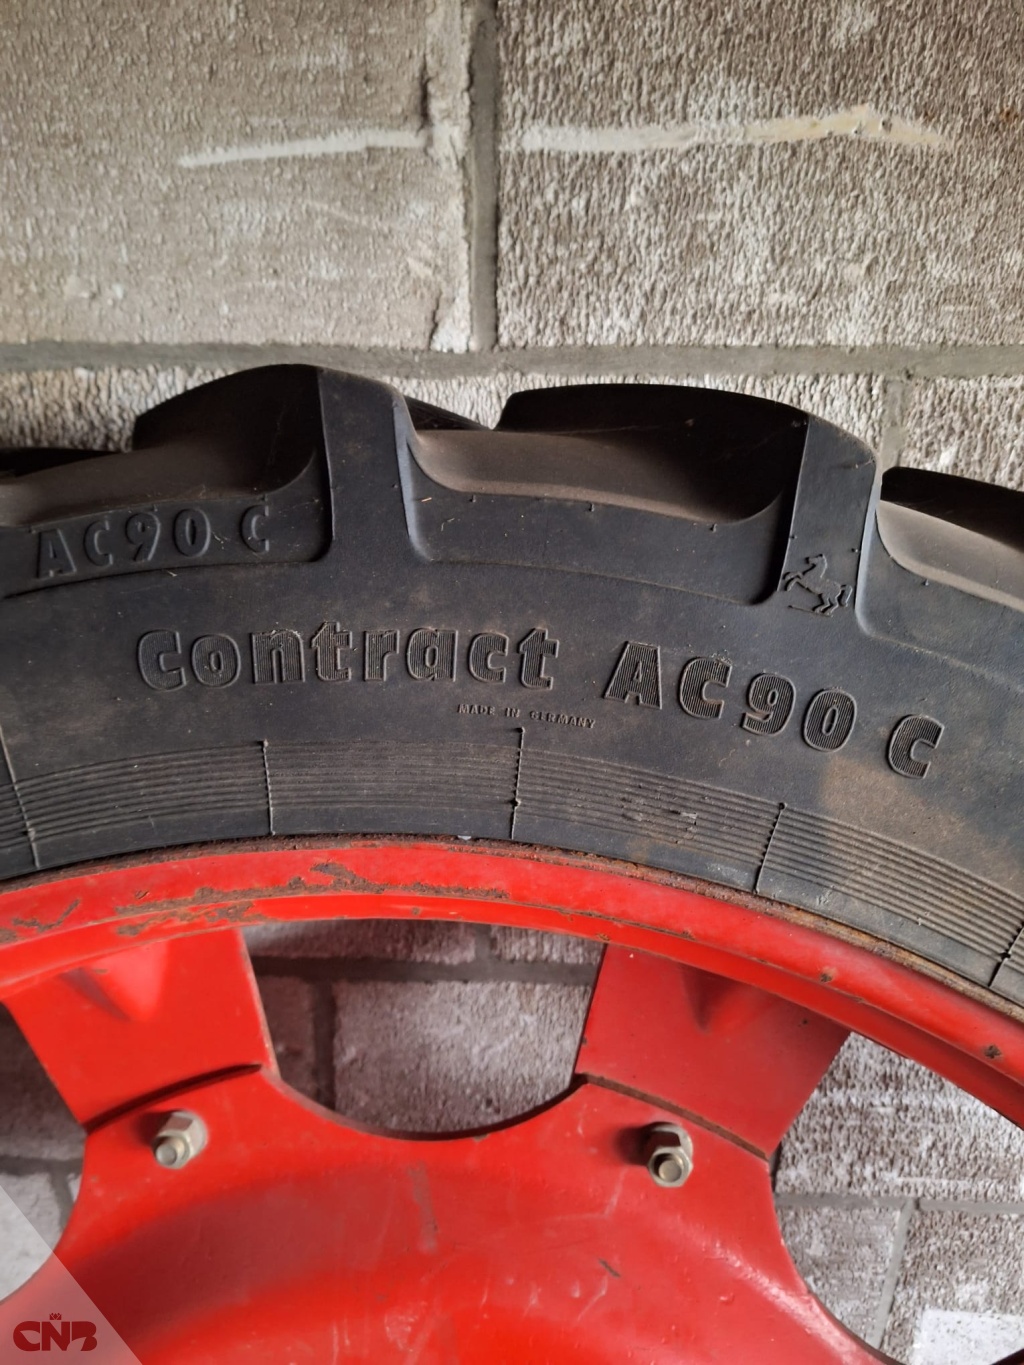 AC90 C
Contract AC90 C
MADE IN GERMANY
CNB